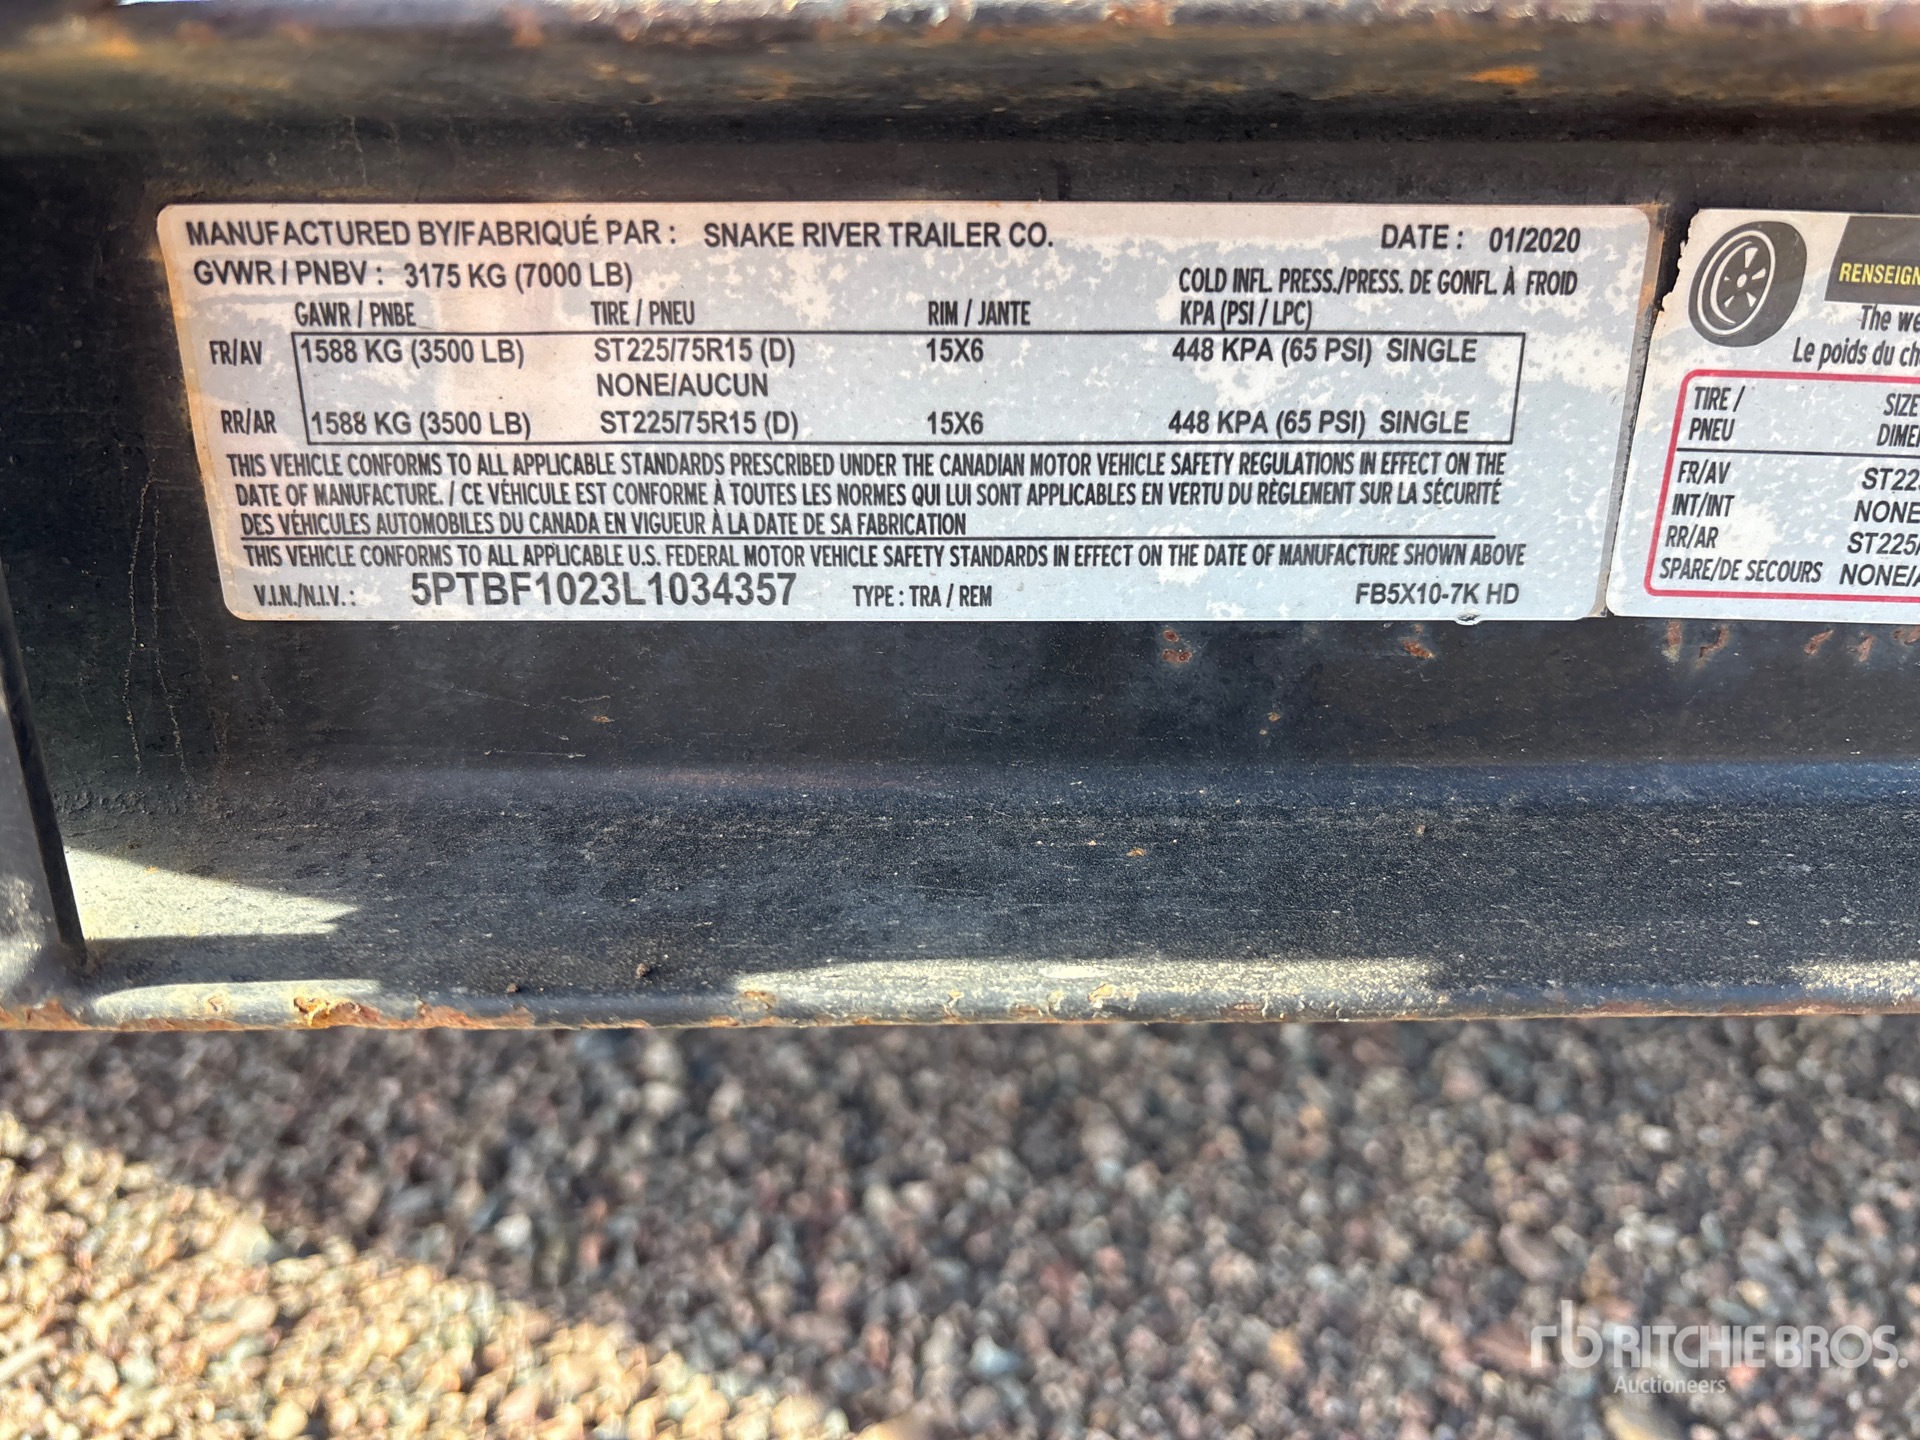 MANUFACTURED BY/FABRIQUÉ PAR : SNAKE RIVER TRAILER CO. DATE : 01/2020
GVWR / PNBV : 3175 KG (7000 LB) COLD INFL. PRESS./PRESS. DE GONFL. À FROID
GAWR / PNBE TIRE / PNEU RIM / JANTE KPA (PSI / LPC)
FR/AV 1588 KG (3500 LB) ST225/75R15 (D) 15X6 448 KPA (65 PSI) SINGLE
NONE/AUCUN
RR/AR 1588 KG (3500 LB) ST225/75R15 (D) 15X6 448 KPA (65 PSI) SINGLE
THIS VEHICLE CONFORMS TO ALL APPLICABLE STANDARDS PRESCRIBED UNDER THE CANADIAN MOTOR VEHICLE SAFETY REGULATIONS IN EFFECT ON THE
DATE OF MANUFACTURE. / CE VÉHICULE EST CONFORME À TOUTES LES NORMES QUI LUI SONT APPLICABLES EN VERTU DU RÈGLEMENT SUR LA SÉCURITÉ
DES VÉHICULES AUTOMOBILES DU CANADA EN VIGUEUR À LA DATE DE SA FABRICATION
THIS VEHICLE CONFORMS TO ALL APPLICABLE U.S. FEDERAL MOTOR VEHICLE SAFETY STANDARDS IN EFFECT ON THE DATE OF MANUFACTURE SHOWN ABOVE
V.I.N./N.I.V.: 5PTBF1023L1034357 TYPE : TRA / REM FB5X10-7K HD
RENSEIGN
The we
Le poids du ch
TIRE / SIZE
PNEU DIME
FR/AV ST22
INT/INT NONE
RR/AR ST225/
SPARE/DE SECOURS NONE/A
rb RITCHIE BROS.
Auctioneers